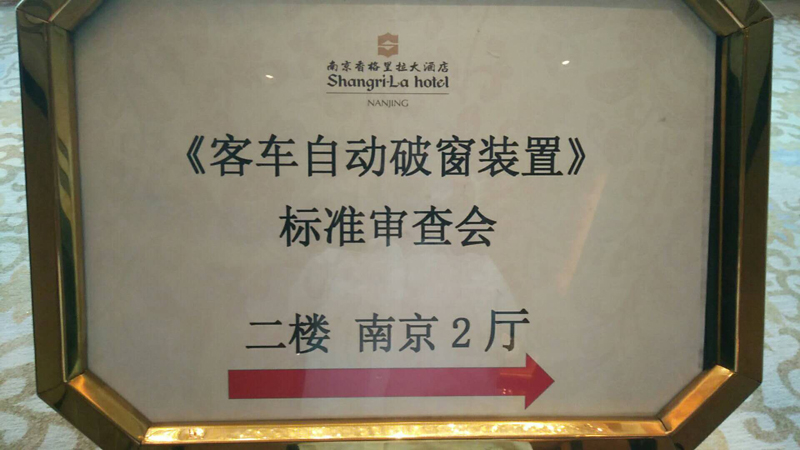 南京香格里拉大酒店
Shangri-La hotel
NANJING
《客车自动破窗装置》
标准审查会
二楼 南京2厅